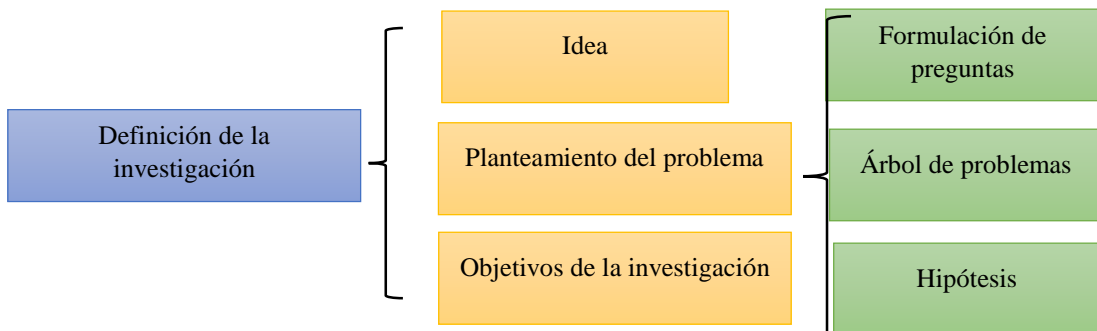 Definición de la
investigación
Idea
Planteamiento del problema
Objetivos de la investigación
Formulación de
preguntas
Árbol de problemas
Hipótesis